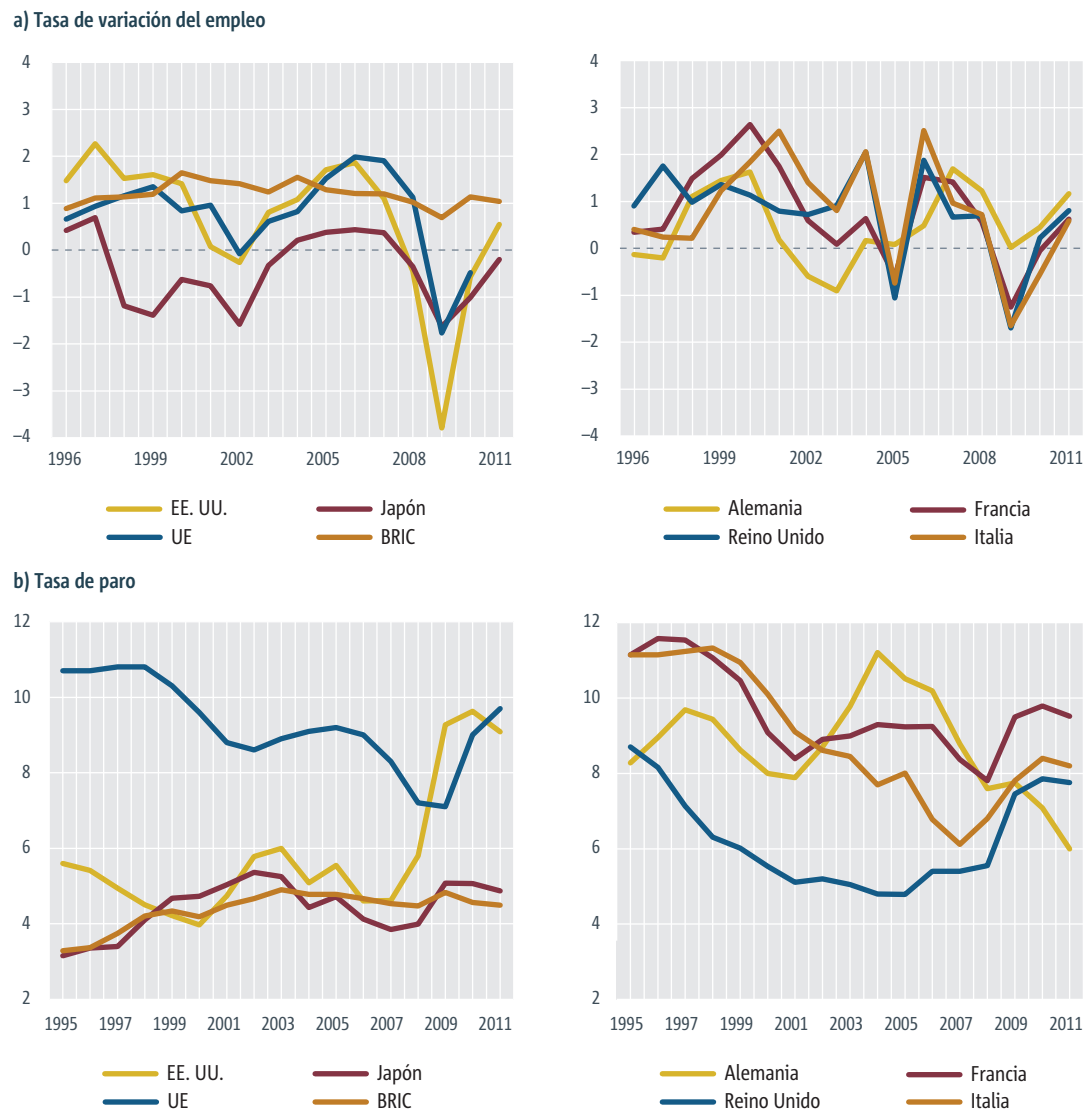 a) Tasa de variación del empleo
4
3
2
1
0
–1
–2
–3
–4
1996 1999 2002 2005 2008 2011
EE. UU. Japón
UE BRIC
4
3
2
1
0
–1
–2
–3
–4
1996 1999 2002 2005 2008 2011
Alemania Francia
Reino Unido Italia
b) Tasa de paro
12
10
8
6
4
2
1995 1997 1999 2001 2003 2005 2007 2009 2011
EE. UU. Japón
UE BRIC
12
10
8
6
4
2
1995 1997 1999 2001 2003 2005 2007 2009 2011
Alemania Francia
Reino Unido Italia